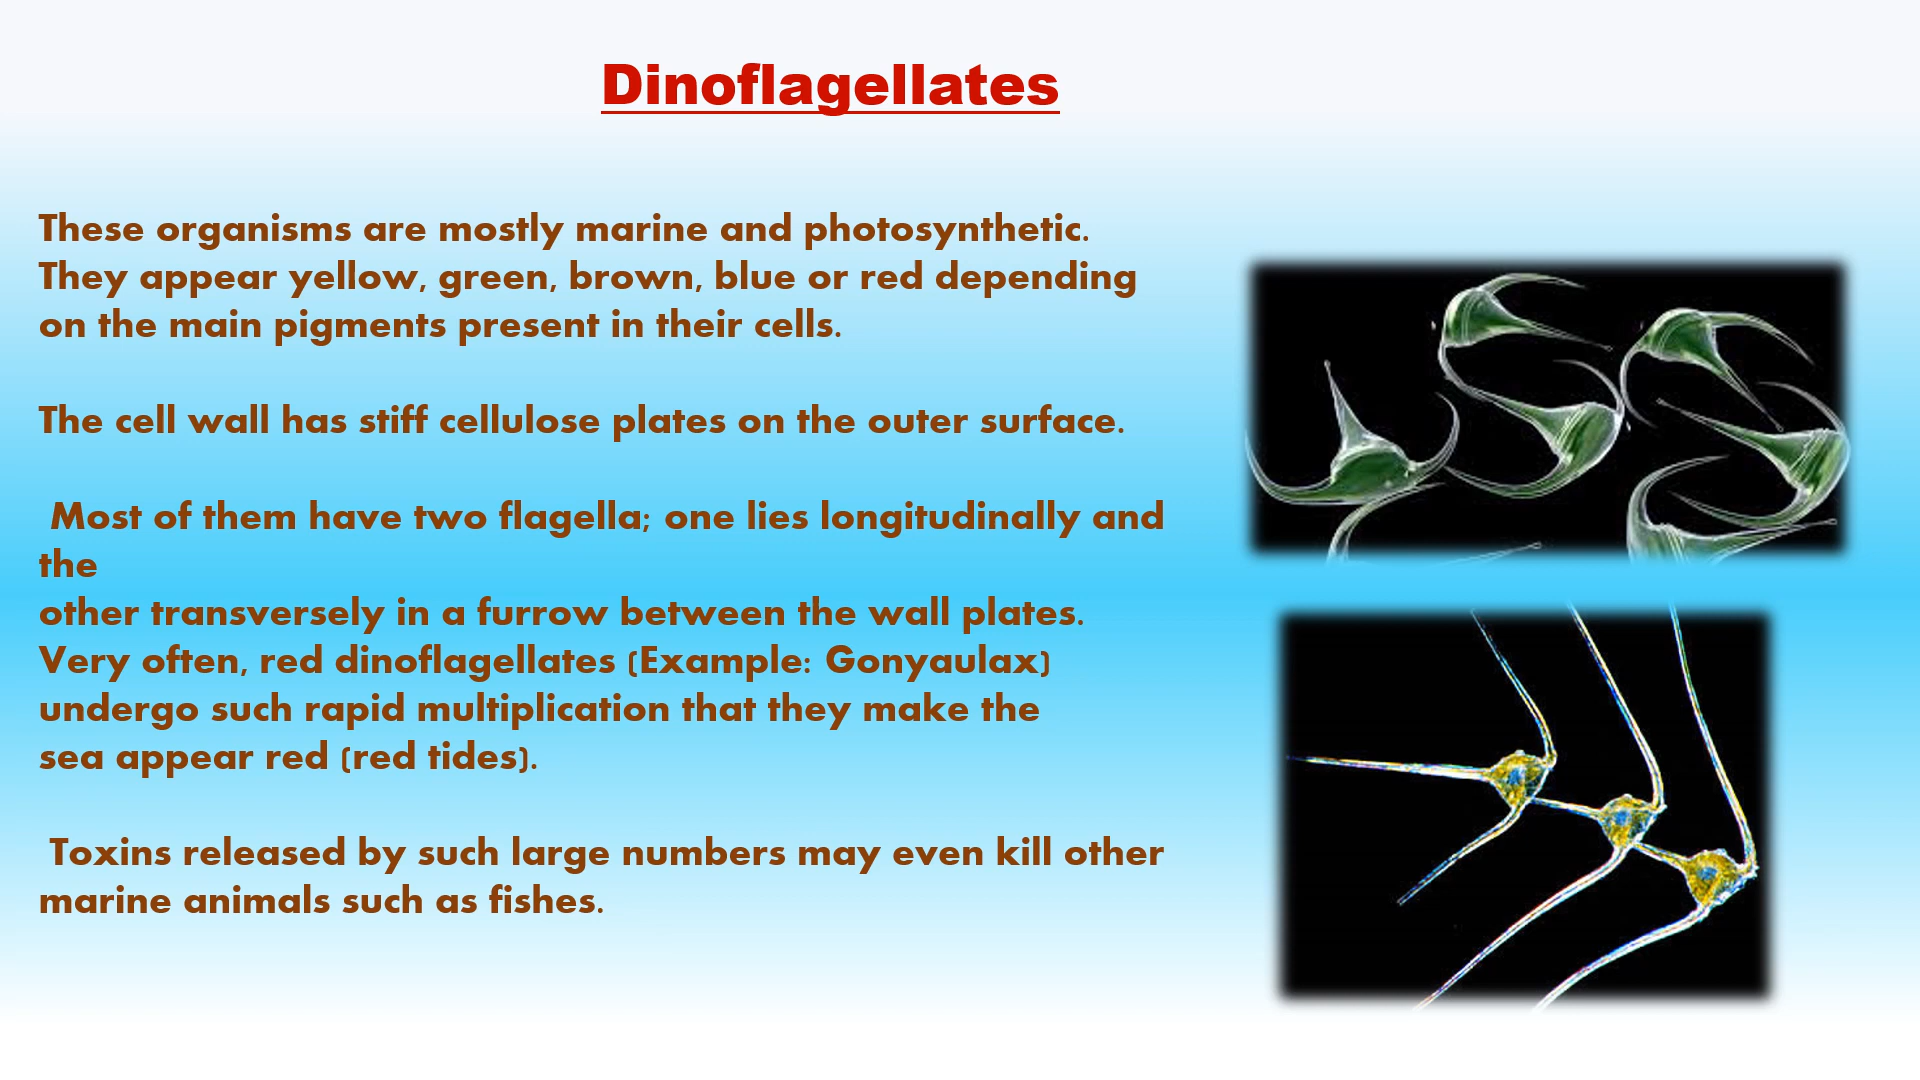 Dinoflagellates
These organisms are mostly marine and photosynthetic.
They appear yellow, green, brown, blue or red depending
on the main pigments present in their cells.
The cell wall has stiff cellulose plates on the outer surface.
Most of them have two flagella; one lies longitudinally and
the
other transversely in a furrow between the wall plates.
Very often, red dinoflagellates (Example: Gonyaulax)
undergo such rapid multiplication that they make the
sea appear red (red tides).
Toxins released by such large numbers may even kill other
marine animals such as fishes.